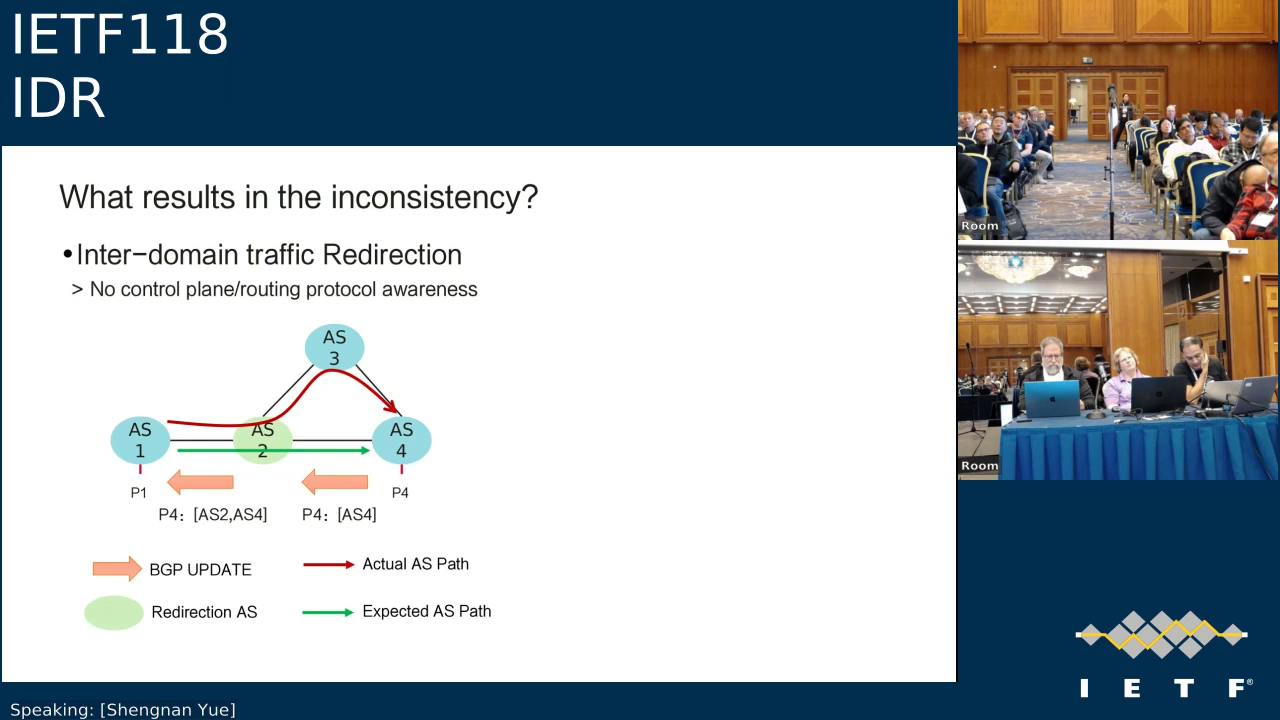 IETF118
IDR
What results in the inconsistency?
•Inter-domain traffic Redirection
> No control plane/routing protocol awareness
AS
3
AS
1
AS
2
AS
4
P1
P4
P4: [AS2,AS4]
P4: [AS4]
BGP UPDATE
Actual AS Path
Redirection AS
Expected AS Path
Room
Room
I E T F®
Speaking: [Shengnan Yue]